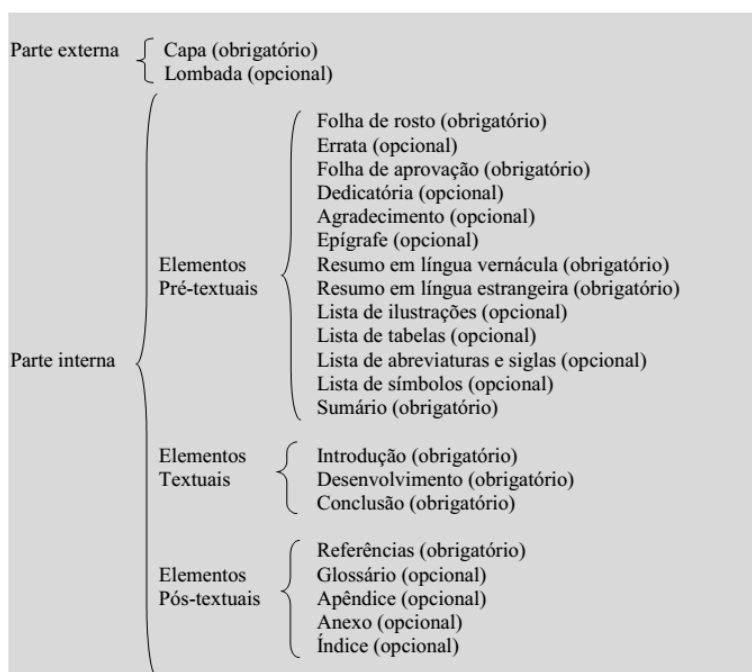 Parte externa
Capa (obrigatório)
Lombada (opcional)
Parte interna
Elementos
Pré-textuais
Folha de rosto (obrigatório)
Errata (opcional)
Folha de aprovação (obrigatório)
Dedicatória (opcional)
Agradecimento (opcional)
Epígrafe (opcional)
Resumo em língua vernácula (obrigatório)
Resumo em língua estrangeira (obrigatório)
Lista de ilustrações (opcional)
Lista de tabelas (opcional)
Lista de abreviaturas e siglas (opcional)
Lista de símbolos (opcional)
Sumário (obrigatório)
Elementos
Textuais
Introdução (obrigatório)
Desenvolvimento (obrigatório)
Conclusão (obrigatório)
Elementos
Pós-textuais
Referências (obrigatório)
Glossário (opcional)
Apêndice (opcional)
Anexo (opcional)
Índice (opcional)